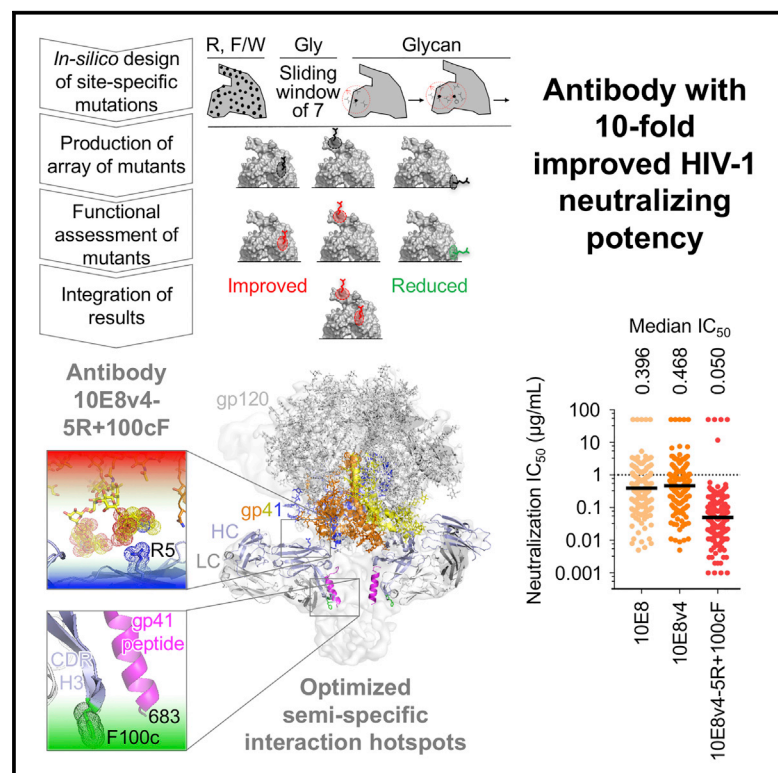 In-silico design
of site-specific
mutations
Production of
array of mutants
Functional
assessment of
mutants
Integration of
results
R, F/W
Gly
Glycan
Sliding
window
of 7
Improved
Reduced
Antibody with
10-fold
improved HIV-1
neutralizing
potency
Antibody
10E8v4-
5R+100cF
gp120
gp41
HC
LC
R5
gp41
peptide
CDR
H3
683
F100c
Optimized
semi-specific
interaction hotspots
Median IC50
0.396
0.468
0.050
Neutralization IC50 (µg/mL)
100
10
1
0.1
0.01
0.001
10E8
10E8v4
10E8v4-5R+100cF